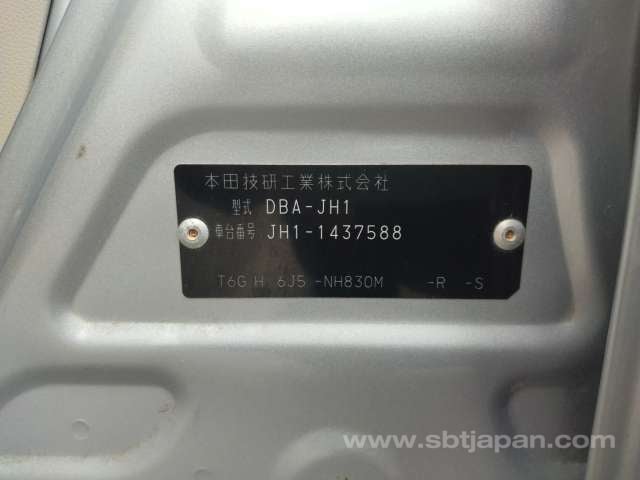 本田技研工業株式会社
型式 DBA-JH1
車台番号 JH1-1437588
T6G H 6J5 -NH830M -R -S
www.sbtjapan.com